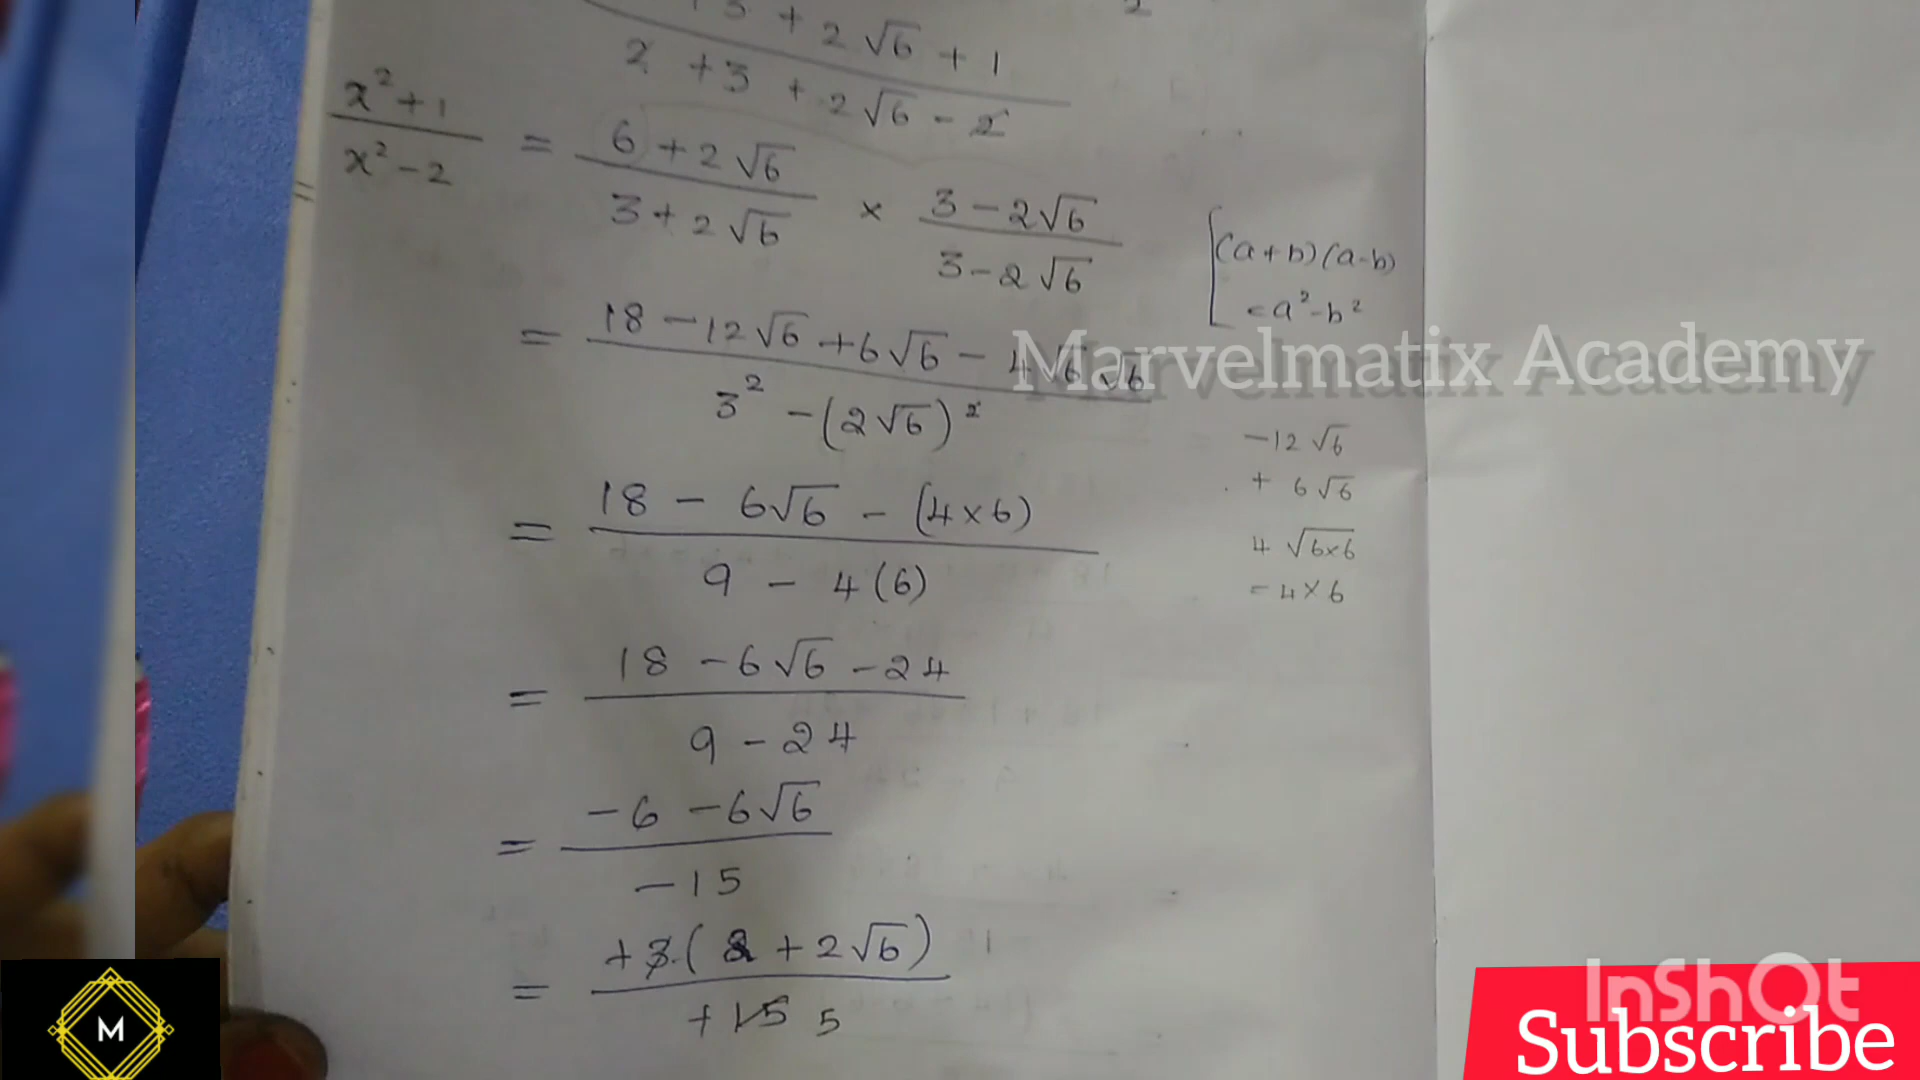 +3 + 2√6 + 1
2 + 3 + 2√6 - 2
x² + 1
x² - 2
= 6 + 2√6
3 + 2√6
× 3 - 2√6
3 - 2√6
(a+b)(a-b)
= a² - b²
= 18 - 12√6 + 6√6 - 4√6√6
3² - (2√6)²
Marvelmatix Academy
-12√6
+ 6√6
4√6×6
= 4×6
= 18 - 6√6 - (4×6)
9 - 4(6)
= 18 - 6√6 - 24
9 - 24
= -6 - 6√6
-15
= +3(2 + 2√6)
+15 5
M
InShOt
Subscribe